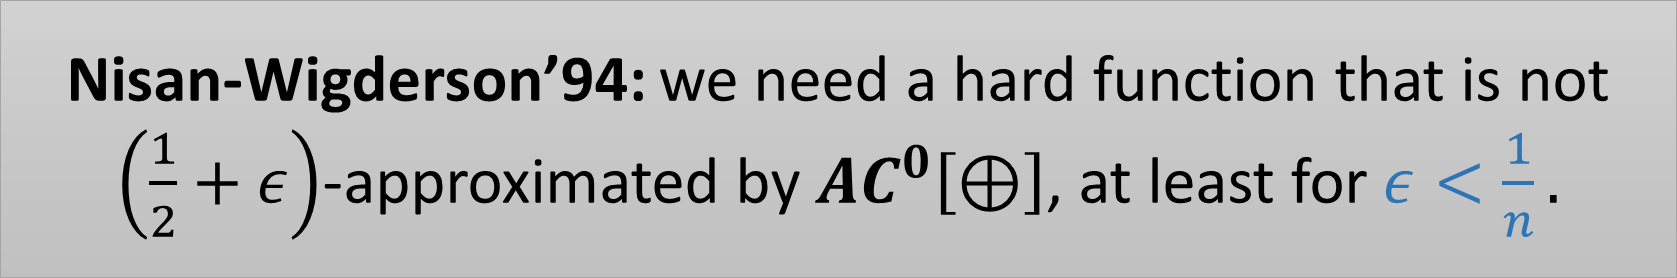 Nisan-Wigderson’94: we need a hard function that is not
(1/2 + ϵ)-approximated by AC⁰[⊕], at least for ϵ < 1/n .